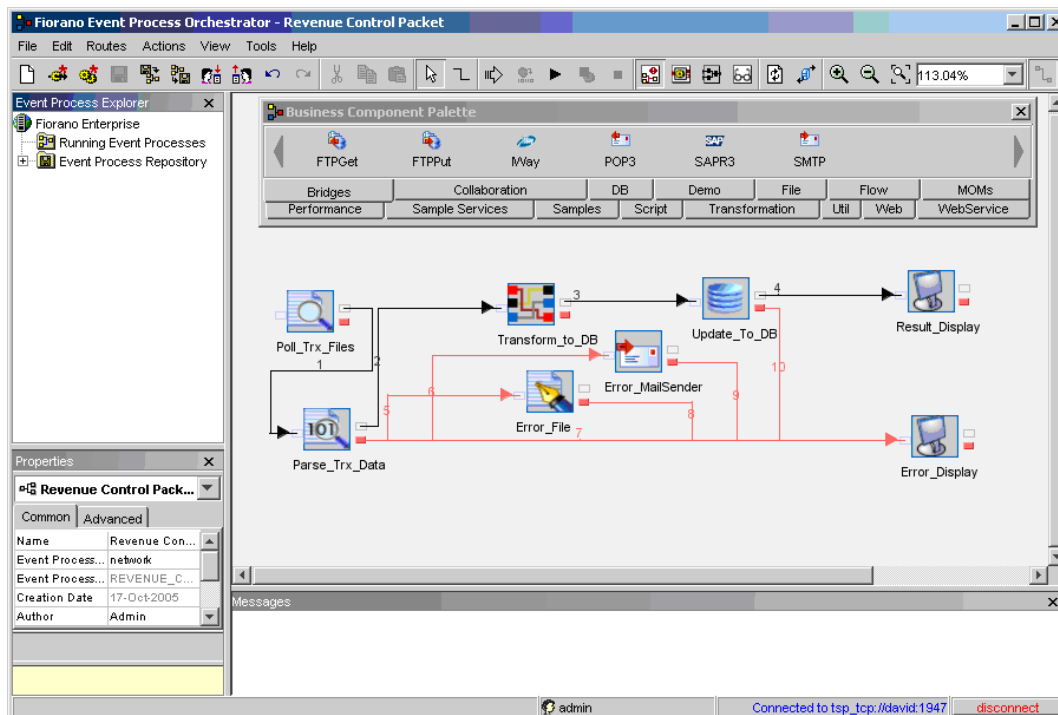 Fiorano Event Process Orchestrator - Revenue Control Packet
File Edit Routes Actions View Tools Help
113.04%
Event Process Explorer
Fiorano Enterprise
Running Event Processes
Event Process Repository
Business Component Palette
FTPGet FTPPut IWay POP3 SAPR3 SMTP
Bridges Collaboration DB Demo File Flow MOMs
Performance Sample Services Samples Script Transformation Util Web WebService
3
4
Poll_Trx_Files
Transform_to_DB
Update_To_DB
Result_Display
1
2
6
Error_MailSender
10
9
5
Error_File
8
7
101
Parse_Trx_Data
Error_Display
Properties
Revenue Control Pack...
Common Advanced
Name Revenue Con...
Event Process... network
Event Process... REVENUE_C...
Creation Date 17-Oct-2005
Author Admin
Messages
admin Connected to tsp_tcp://david:1947 disconnect